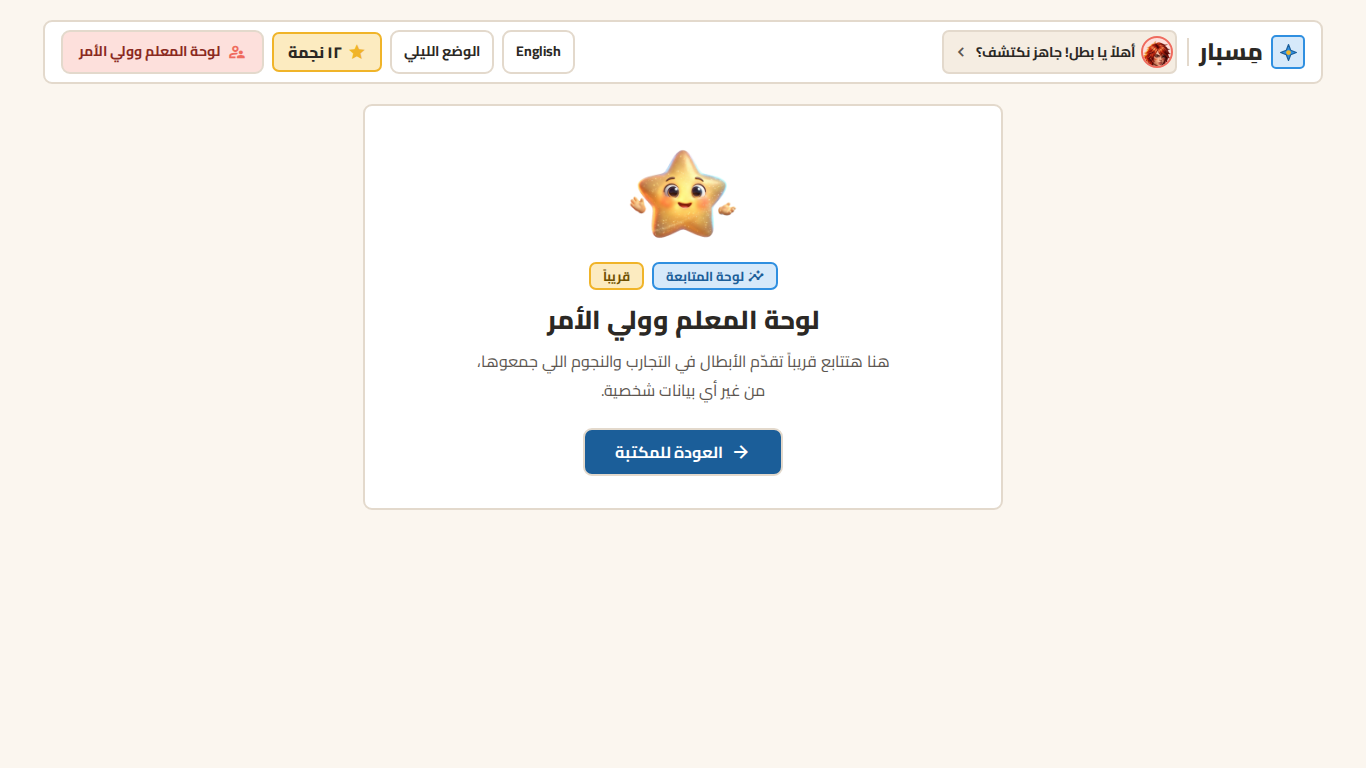 مِسبار
أهلاً يا بطل! جاهز نكتشف؟
English
الوضع الليلي
١٢ نجمة
لوحة المعلم وولي الأمر
لوحة المتابعة
قريباً
لوحة المعلم وولي الأمر
هنا هتتابع قريباً تقدّم الأبطال في التجارب والنجوم اللي جمعوها،
من غير أي بيانات شخصية.
العودة للمكتبة